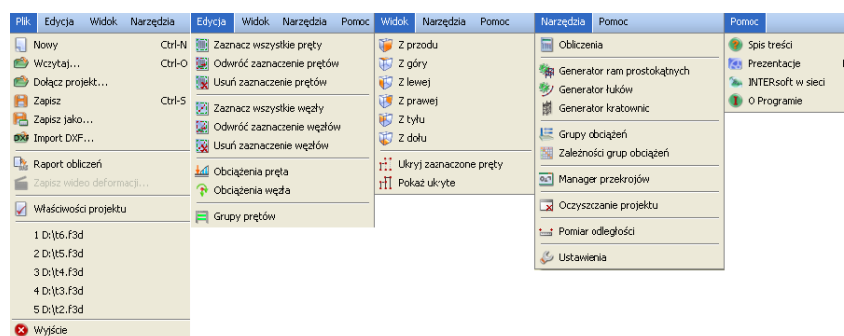 Plik Edycja Widok Narzędzia
Nowy Ctrl-N
Wczytaj... Ctrl-O
Dołącz projekt...
Zapisz Ctrl-S
Zapisz jako...
Import DXF...
Raport obliczeń
Zapisz wideo deformacji...
Właściwości projektu
1 D:\t6.f3d
2 D:\t5.f3d
3 D:\t4.f3d
4 D:\t3.f3d
5 D:\t2.f3d
Wyjście
Edycja Widok Narzędzia Pomoc
Zaznacz wszystkie pręty
Odwróć zaznaczenie prętów
Usuń zaznaczenie prętów
Zaznacz wszystkie węzły
Odwróć zaznaczenie węzłów
Usuń zaznaczenie węzłów
Obciążenia pręta
Obciążenia węzła
Grupy prętów
Widok Narzędzia Pomoc
Z przodu
Z góry
Z lewej
Z prawej
Z tyłu
Z dołu
Ukryj zaznaczone pręty
Pokaż ukryte
Narzędzia Pomoc
Obliczenia
Generator ram prostokątnych
Generator łuków
Generator kratownic
Grupy obciążeń
Zależności grup obciążeń
Manager przekrojów
Oczyszczanie projektu
Pomiar odległości
Ustawienia
Pomoc
Spis treści
Prezentacje
INTERsoft w sieci
O Programie